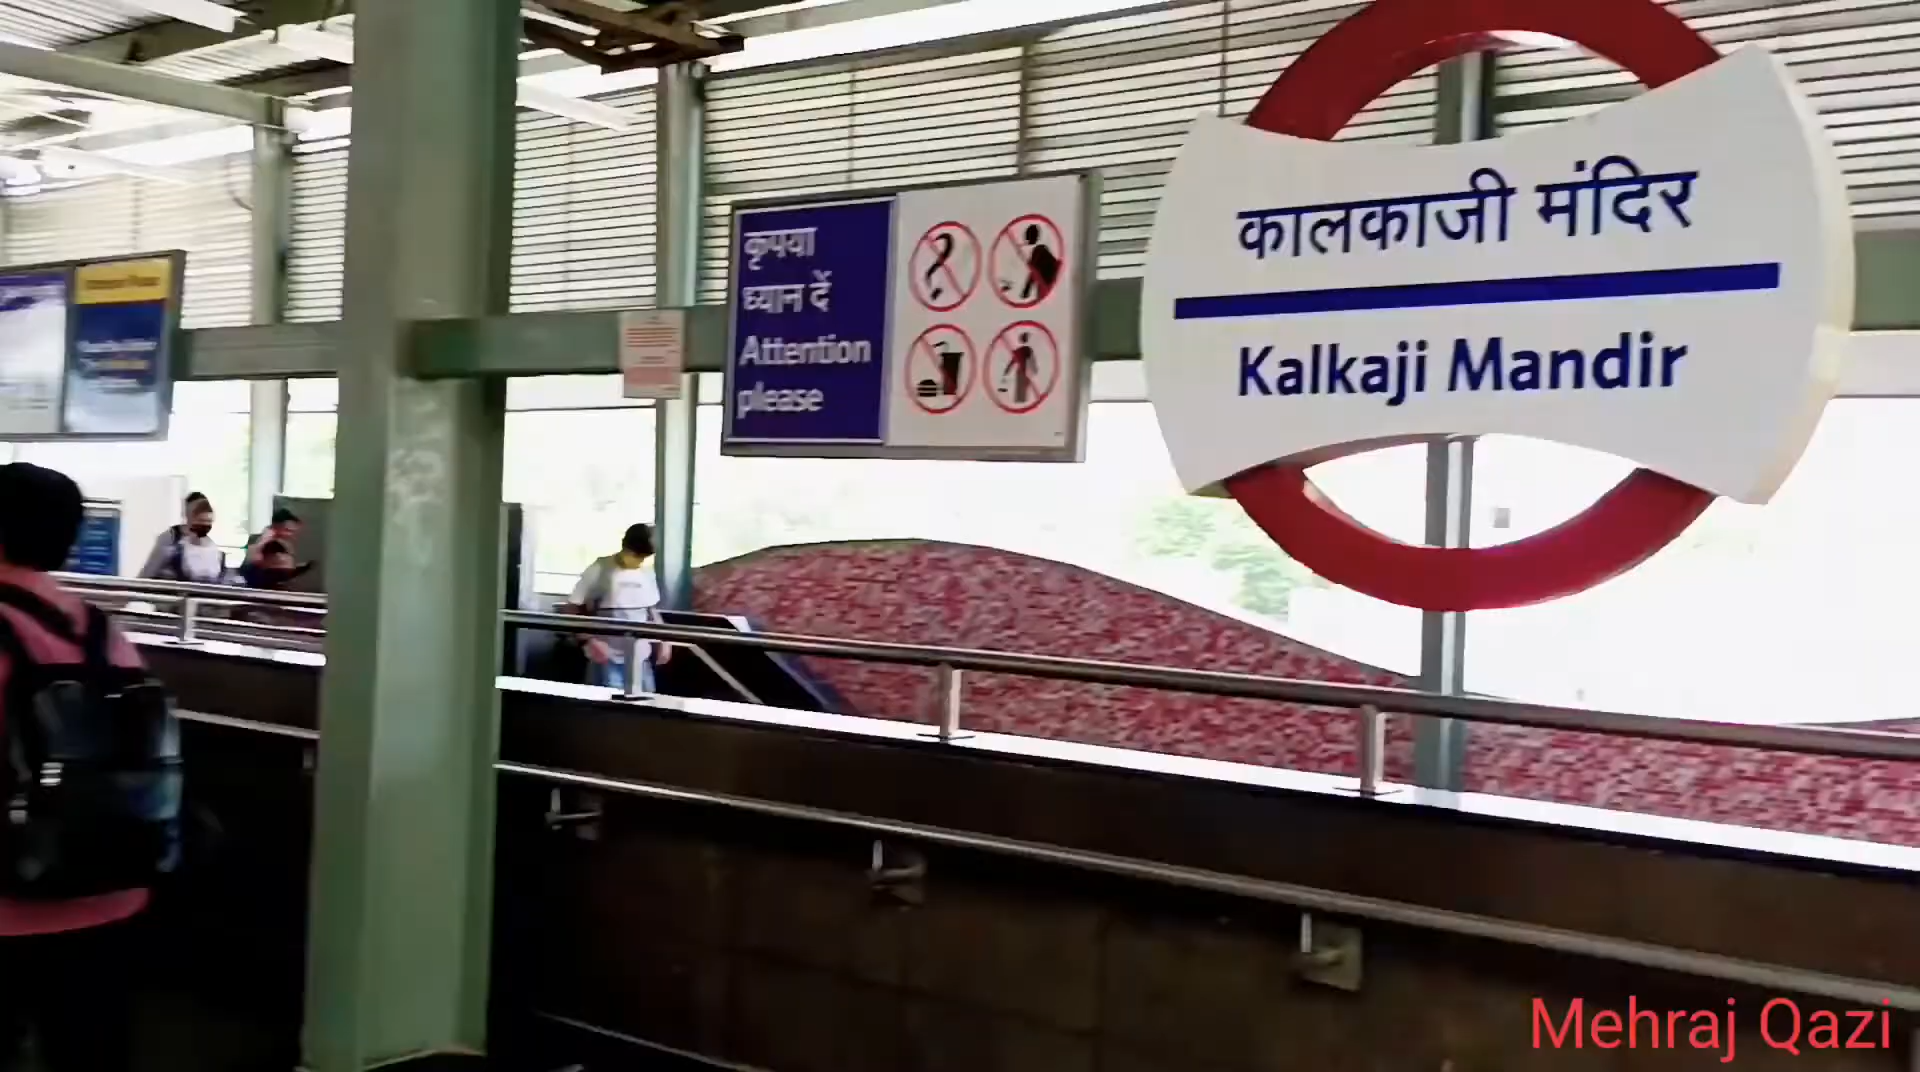 कृपया
ध्यान दें
Attention
please
कालकाजी मंदिर
Kalkaji Mandir
Mehraj Qazi